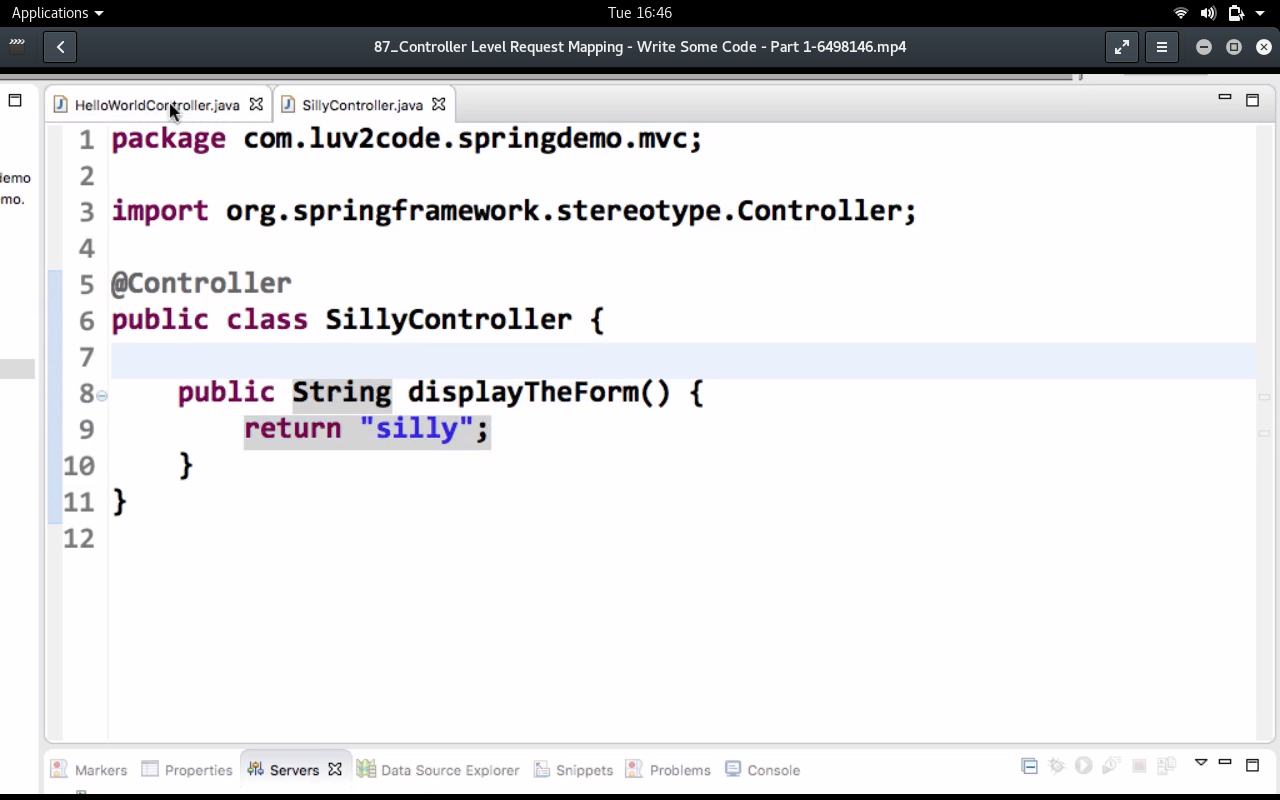 Applications
Tue 16:46
87_Controller Level Request Mapping - Write Some Code - Part 1-6498146.mp4
HelloWorldController.java
SillyController.java
demo
mo.
1 package com.luv2code.springdemo.mvc;
2
3 import org.springframework.stereotype.Controller;
4
5 @Controller
6 public class SillyController {
7
8 public String displayTheForm() {
9 return "silly";
10 }
11 }
12
Markers Properties Servers Data Source Explorer Snippets Problems Console